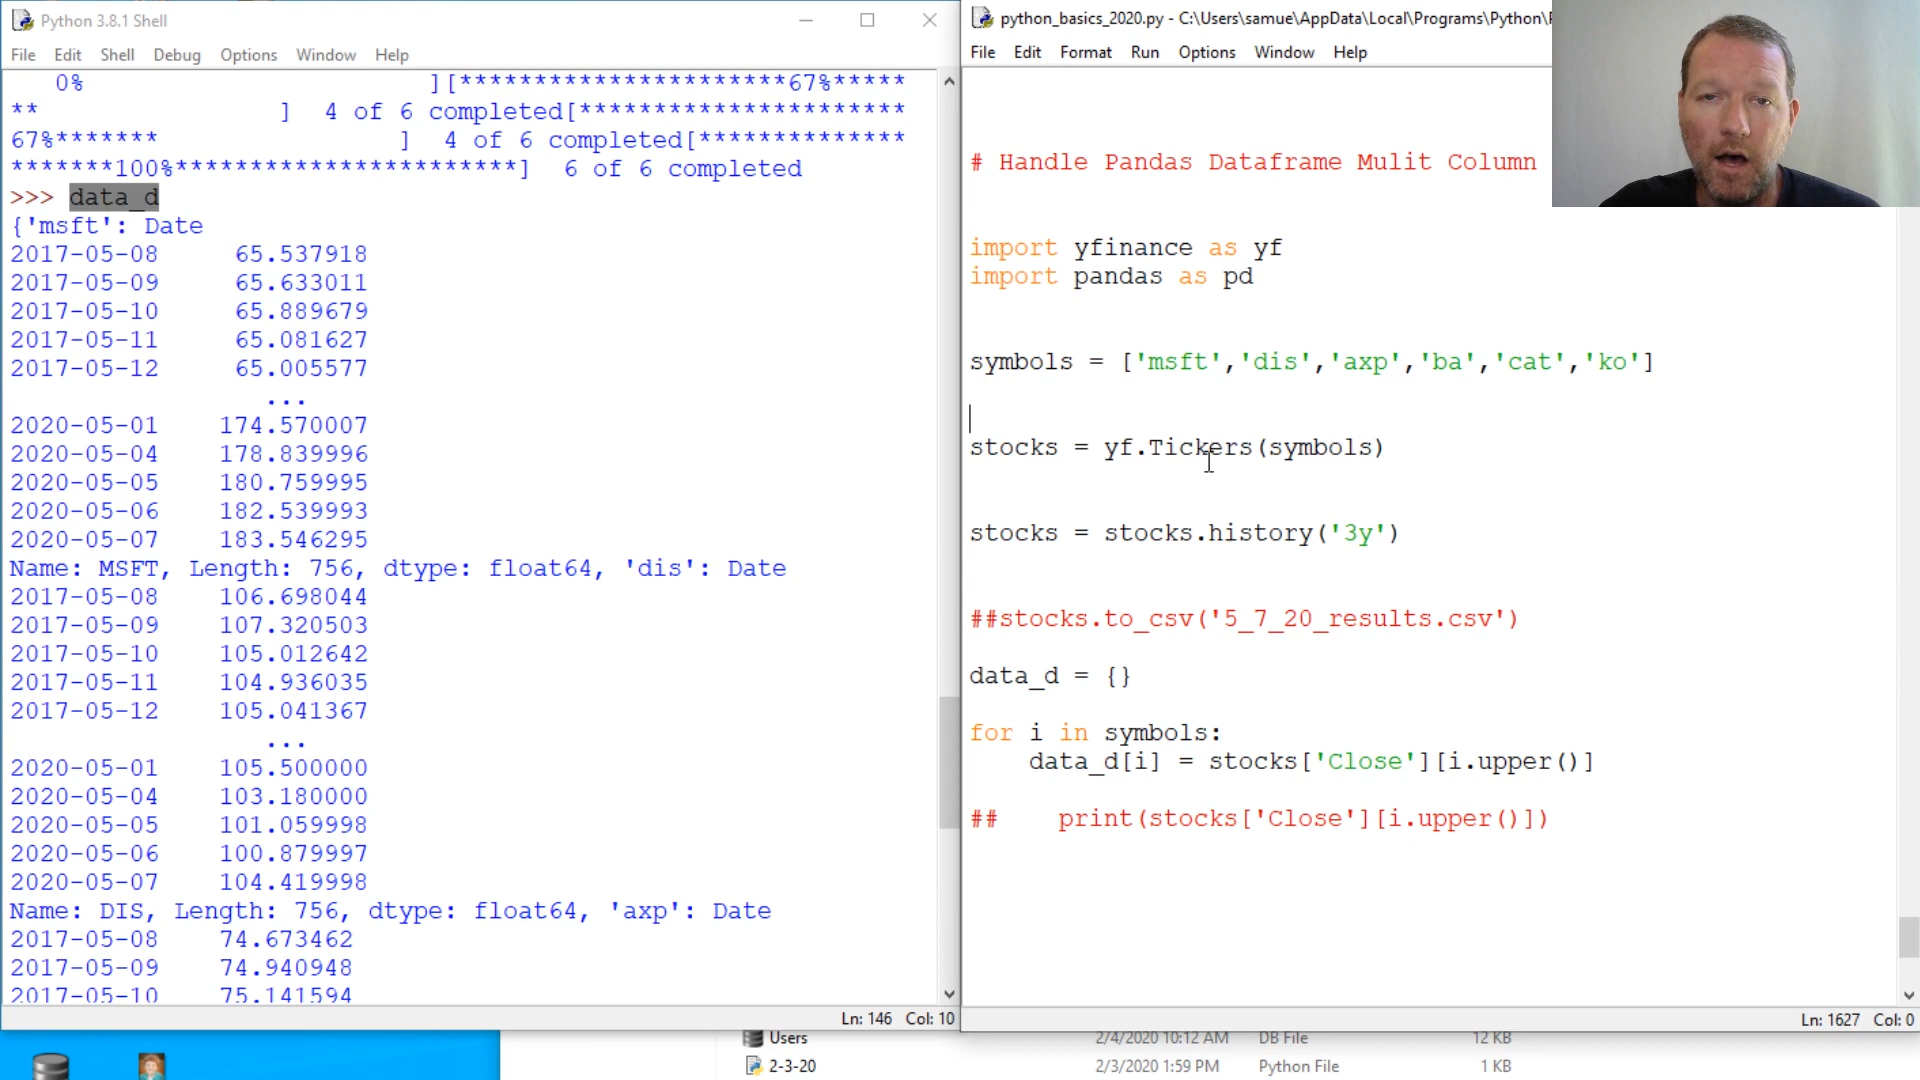 Python 3.8.1 Shell
File Edit Shell Debug Options Window Help
0% ][**********************67%*****
** ] 4 of 6 completed[**********************
67%******* ] 4 of 6 completed[**************
*******100%***********************] 6 of 6 completed
>>> data_d
{'msft': Date
2017-05-08 65.537918
2017-05-09 65.633011
2017-05-10 65.889679
2017-05-11 65.081627
2017-05-12 65.005577
...
2020-05-01 174.570007
2020-05-04 178.839996
2020-05-05 180.759995
2020-05-06 182.539993
2020-05-07 183.546295
Name: MSFT, Length: 756, dtype: float64, 'dis': Date
2017-05-08 106.698044
2017-05-09 107.320503
2017-05-10 105.012642
2017-05-11 104.936035
2017-05-12 105.041367
...
2020-05-01 105.500000
2020-05-04 103.180000
2020-05-05 101.059998
2020-05-06 100.879997
2020-05-07 104.419998
Name: DIS, Length: 756, dtype: float64, 'axp': Date
2017-05-08 74.673462
2017-05-09 74.940948
2017-05-10 75.141594
Ln: 146 Col: 10
python_basics_2020.py - C:\Users\samue\AppData\Local\Programs\Python\
File Edit Format Run Options Window Help
# Handle Pandas Dataframe Mulit Column
import yfinance as yf
import pandas as pd
symbols = ['msft','dis','axp','ba','cat','ko']
stocks = yf.Tickers(symbols)
stocks = stocks.history('3y')
##stocks.to_csv('5_7_20_results.csv')
data_d = {}
for i in symbols:
    data_d[i] = stocks['Close'][i.upper()]
##    print(stocks['Close'][i.upper()])
Ln: 1627 Col: 0
Users 2/4/2020 10:12 AM DB File 12 KB
2-3-20 2/3/2020 1:59 PM Python File 1 KB